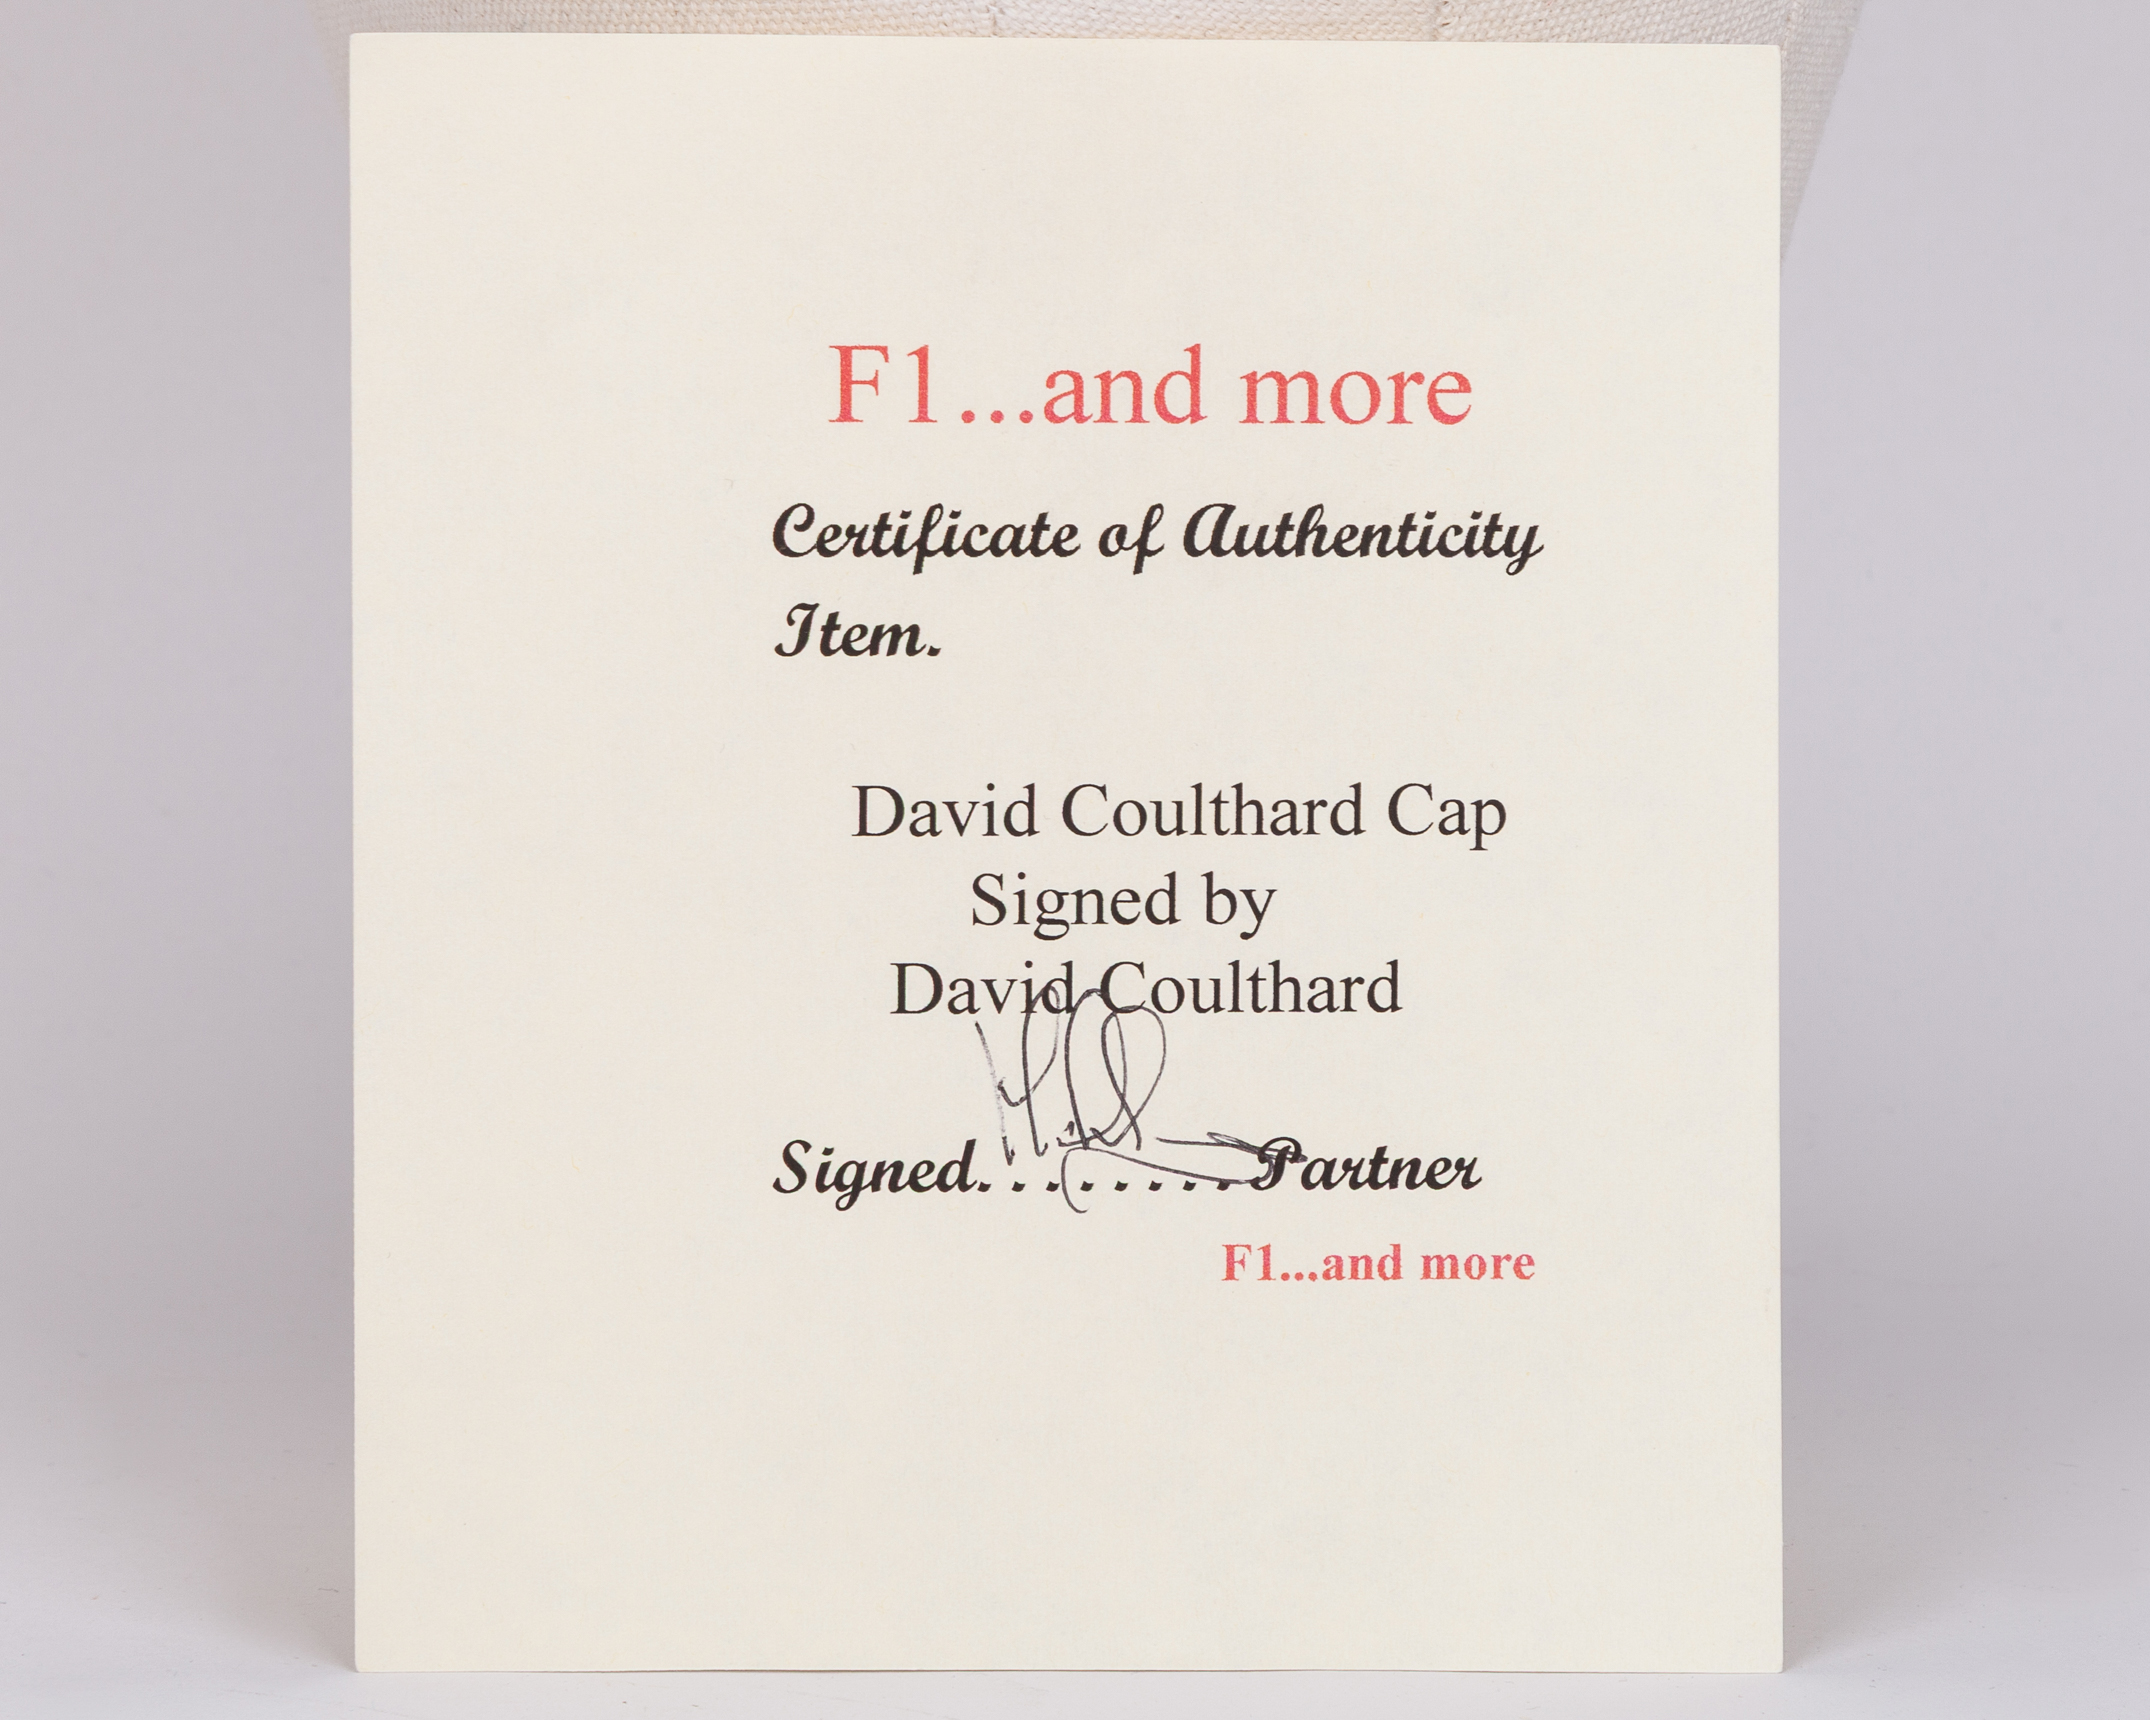 F1...and more
Certificate of Authenticity
Item.
David Coulthard Cap
Signed by
David Coulthard
Signed.........Partner
F1...and more